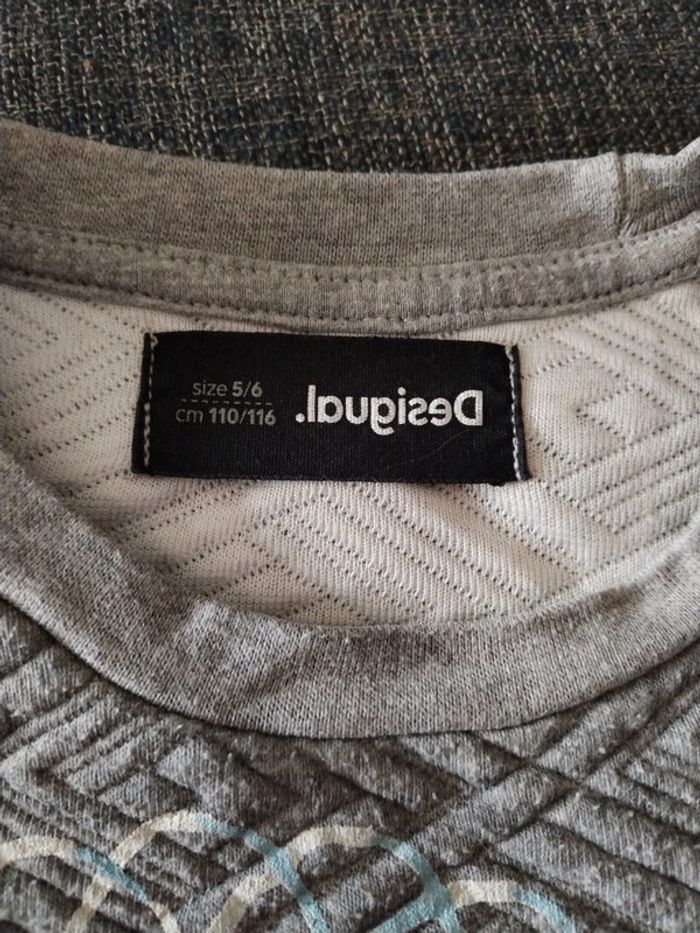 size 5/6
cm 110/116
Desigual.